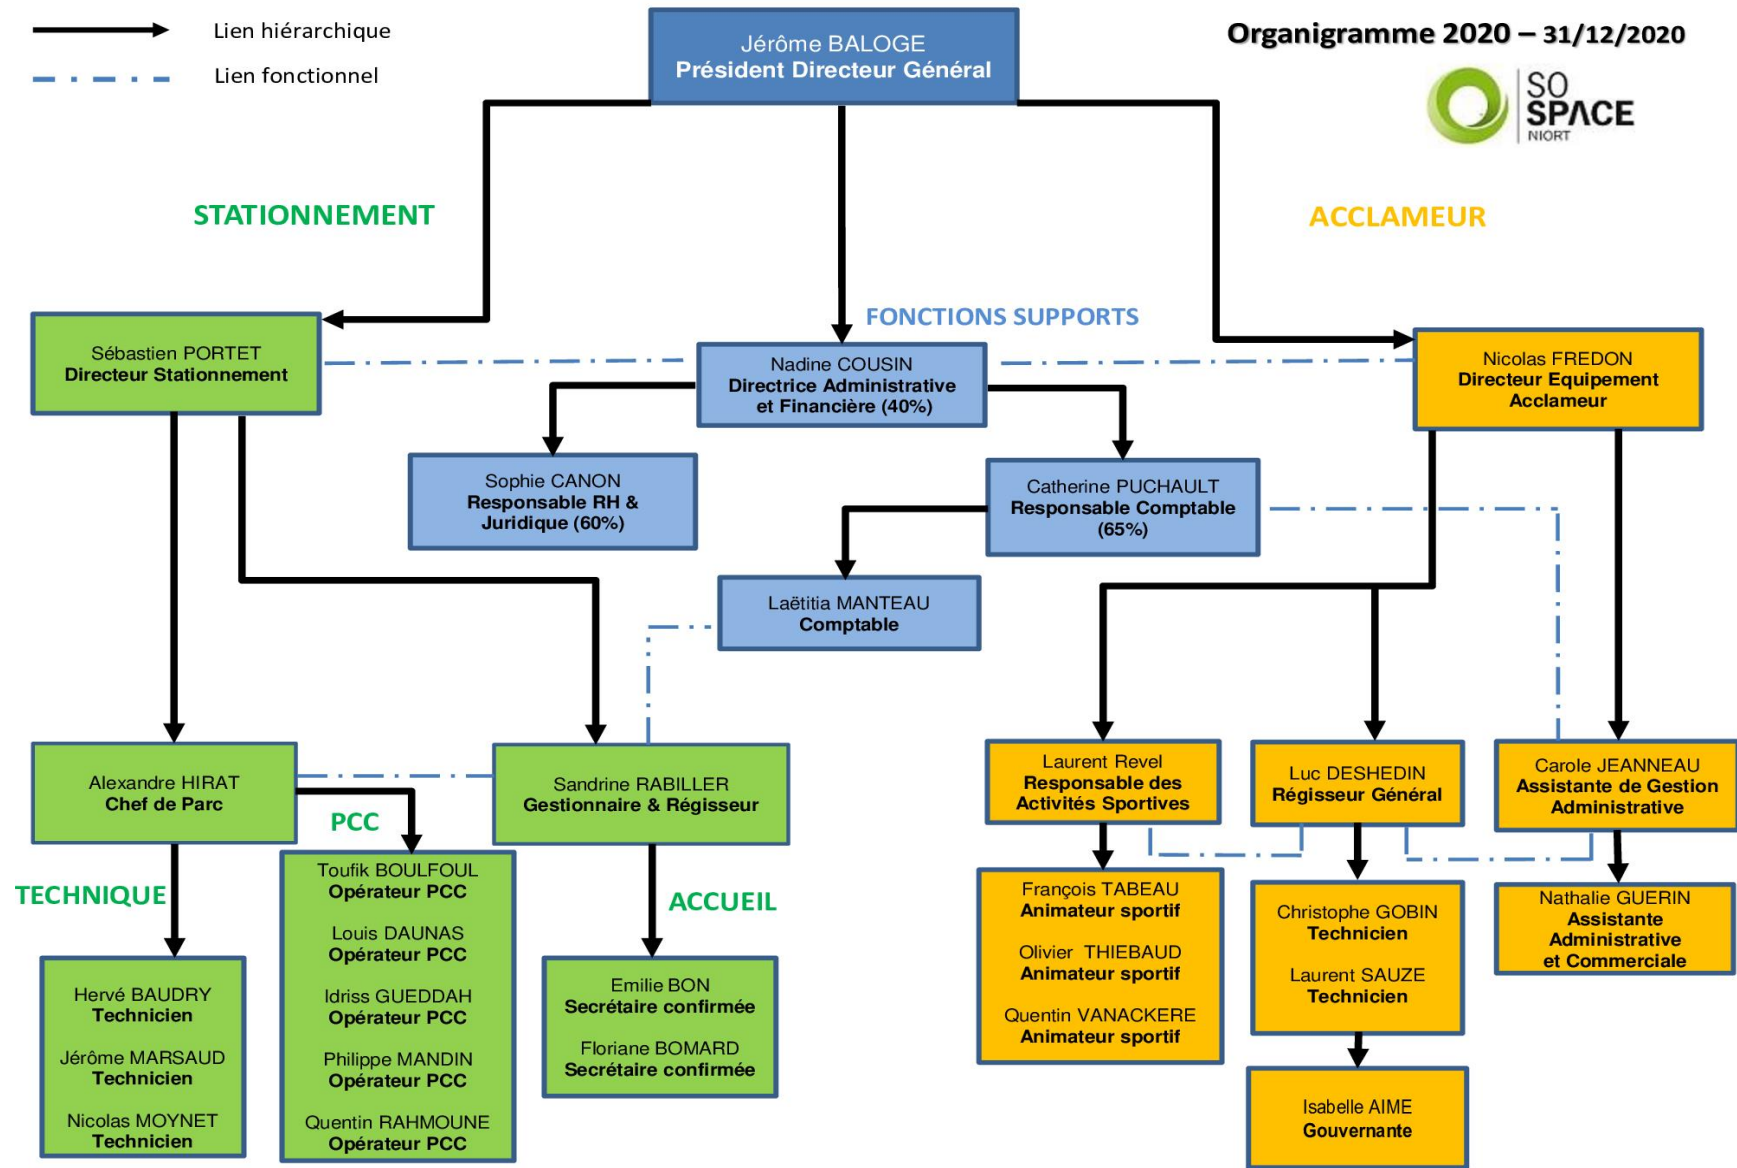 Lien hiérarchique
Lien fonctionnel
Jérôme BALOGE
Président Directeur Général
Organigramme 2020 – 31/12/2020
SO
SPACE
NIORT
STATIONNEMENT
ACCLAMEUR
FONCTIONS SUPPORTS
Sébastien PORTET
Directeur Stationnement
Nadine COUSIN
Directrice Administrative
et Financière (40%)
Nicolas FREDON
Directeur Equipement
Acclameur
Sophie CANON
Responsable RH &
Juridique (60%)
Catherine PUCHAULT
Responsable Comptable
(65%)
Laëtitia MANTEAU
Comptable
Alexandre HIRAT
Chef de Parc
Sandrine RABILLER
Gestionnaire & Régisseur
Laurent Revel
Responsable des
Activités Sportives
Luc DESHEDIN
Régisseur Général
Carole JEANNEAU
Assistante de Gestion
Administrative
PCC
TECHNIQUE
ACCUEIL
Hervé BAUDRY
Technicien
Jérôme MARSAUD
Technicien
Nicolas MOYNET
Technicien
Toufik BOULFOUL
Opérateur PCC
Louis DAUNAS
Opérateur PCC
Idriss GUEDDAH
Opérateur PCC
Philippe MANDIN
Opérateur PCC
Quentin RAHMOUNE
Opérateur PCC
Emilie BON
Secrétaire confirmée
Floriane BOMARD
Secrétaire confirmée
François TABEAU
Animateur sportif
Olivier THIEBAUD
Animateur sportif
Quentin VANACKERE
Animateur sportif
Christophe GOBIN
Technicien
Laurent SAUZE
Technicien
Isabelle AIME
Gouvernante
Nathalie GUERIN
Assistante
Administrative
et Commerciale